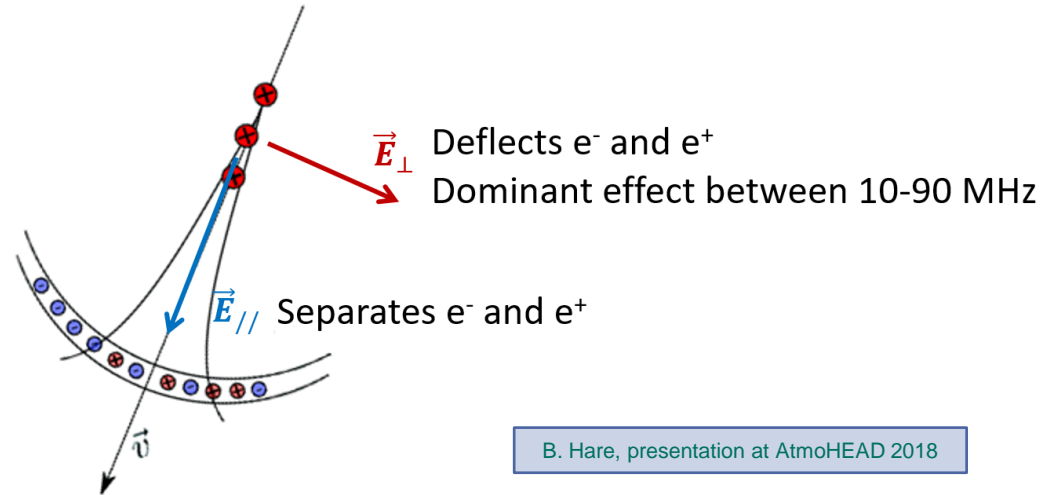 E⊥ Deflects e⁻ and e⁺
Dominant effect between 10-90 MHz
E// Separates e⁻ and e⁺
v
B. Hare, presentation at AtmoHEAD 2018